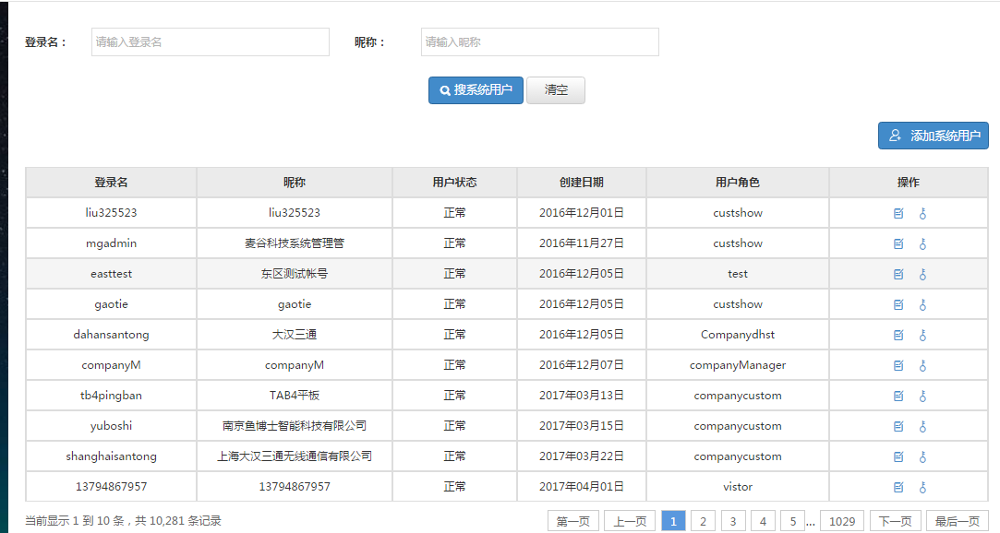 登录名： 请输入登录名 昵称： 请输入昵称
搜系统用户 清空
添加系统用户
登录名 昵称 用户状态 创建日期 用户角色 操作
liu325523 liu325523 正常 2016年12月01日 custshow
mgadmin 麦谷科技系统管理管 正常 2016年11月27日 custshow
easttest 东区测试帐号 正常 2016年12月05日 test
gaotie gaotie 正常 2016年12月05日 custshow
dahansantong 大汉三通 正常 2016年12月05日 Companydhst
companyM companyM 正常 2016年12月07日 companyManager
tb4pingban TAB4平板 正常 2017年03月13日 companycustom
yuboshi 南京鱼博士智能科技有限公司 正常 2017年03月15日 companycustom
shanghaisantong 上海大汉三通无线通信有限公司 正常 2017年03月22日 companycustom
13794867957 13794867957 正常 2017年04月01日 vistor
当前显示 1 到 10 条，共 10,281 条记录 第一页 上一页 1 2 3 4 5 ... 1029 下一页 最后一页